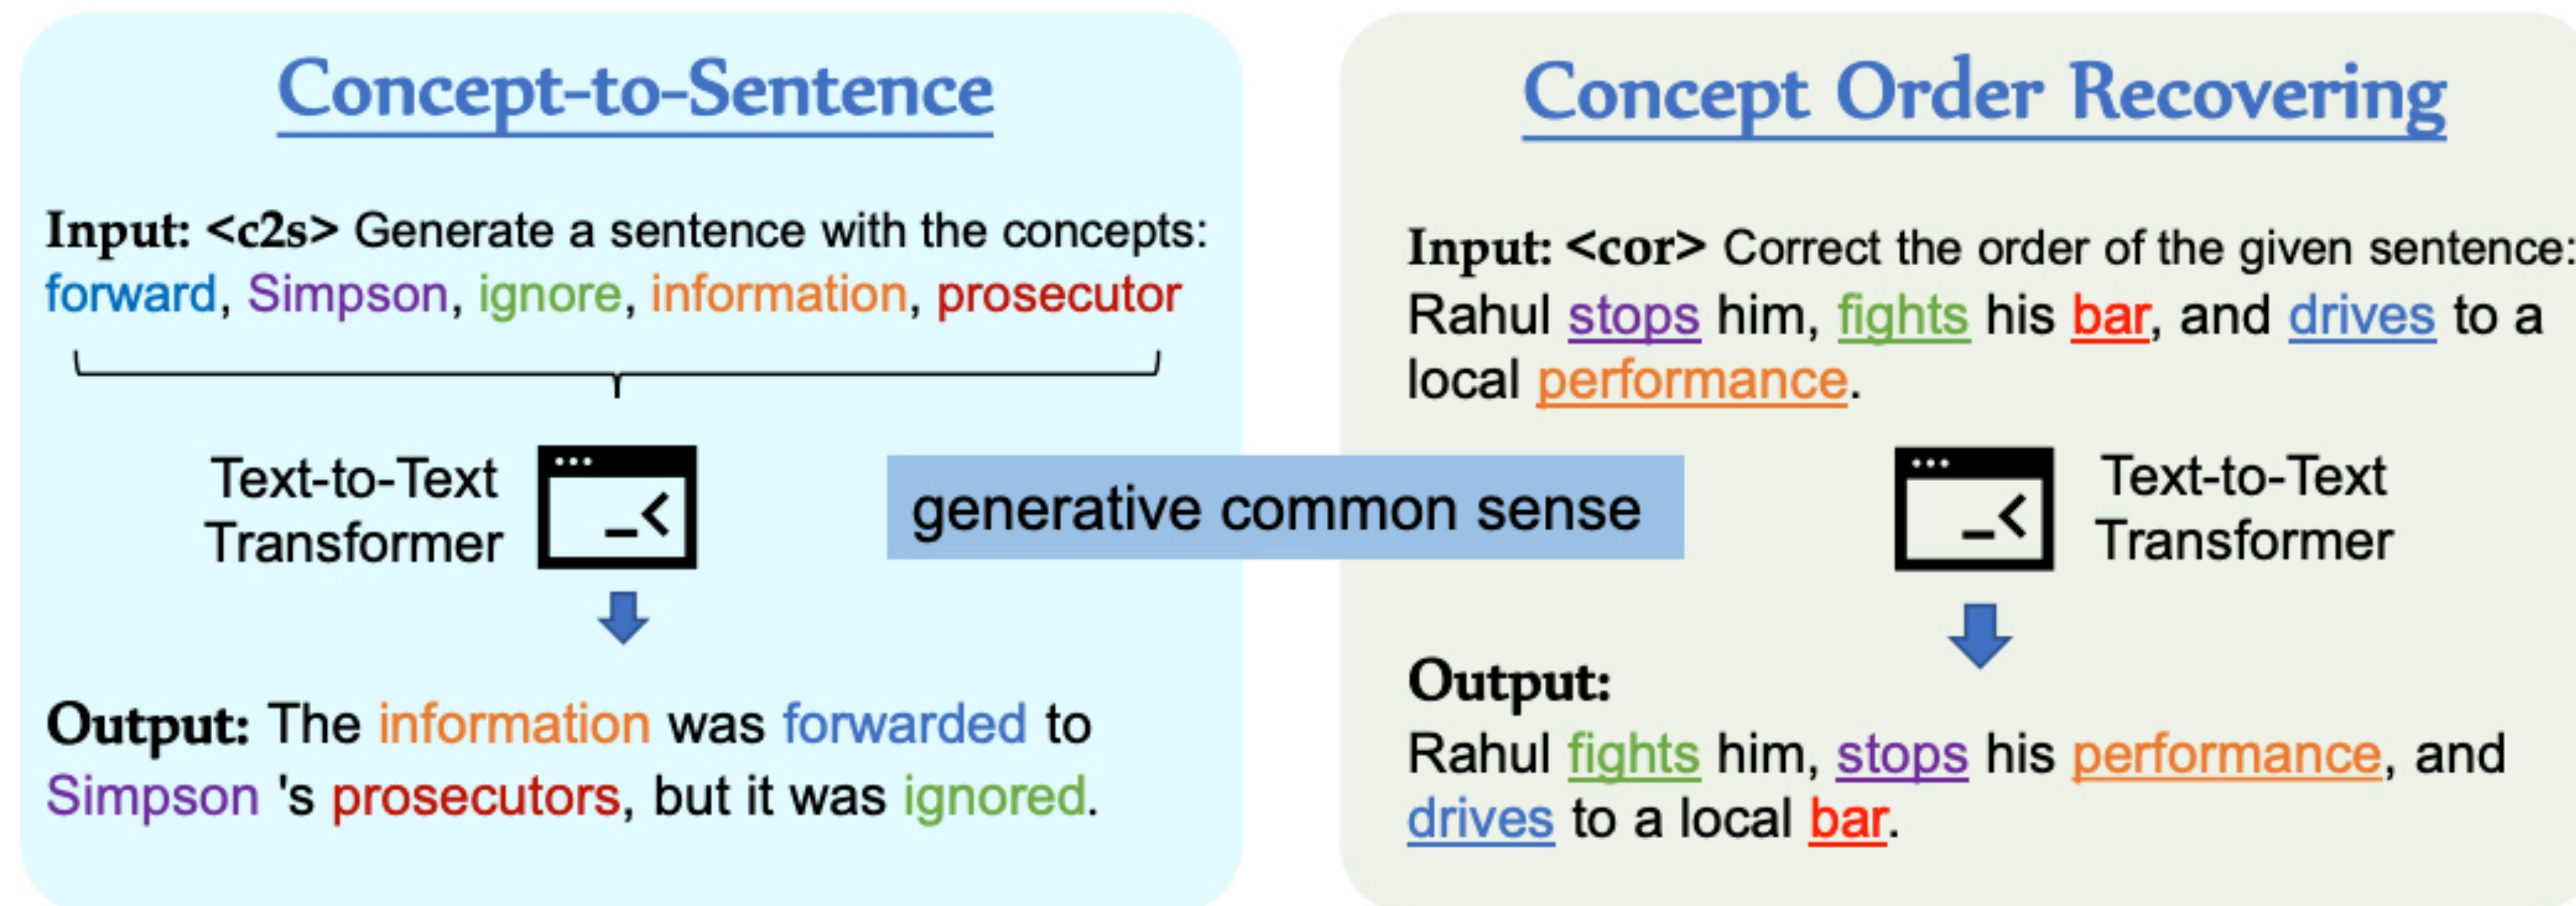 Concept-to-Sentence
Input: <c2s> Generate a sentence with the concepts:
forward, Simpson, ignore, information, prosecutor
Text-to-Text
Transformer
Output: The information was forwarded to
Simpson 's prosecutors, but it was ignored.
generative common sense
Concept Order Recovering
Input: <cor> Correct the order of the given sentence:
Rahul stops him, fights his bar, and drives to a
local performance.
Text-to-Text
Transformer
Output:
Rahul fights him, stops his performance, and
drives to a local bar.